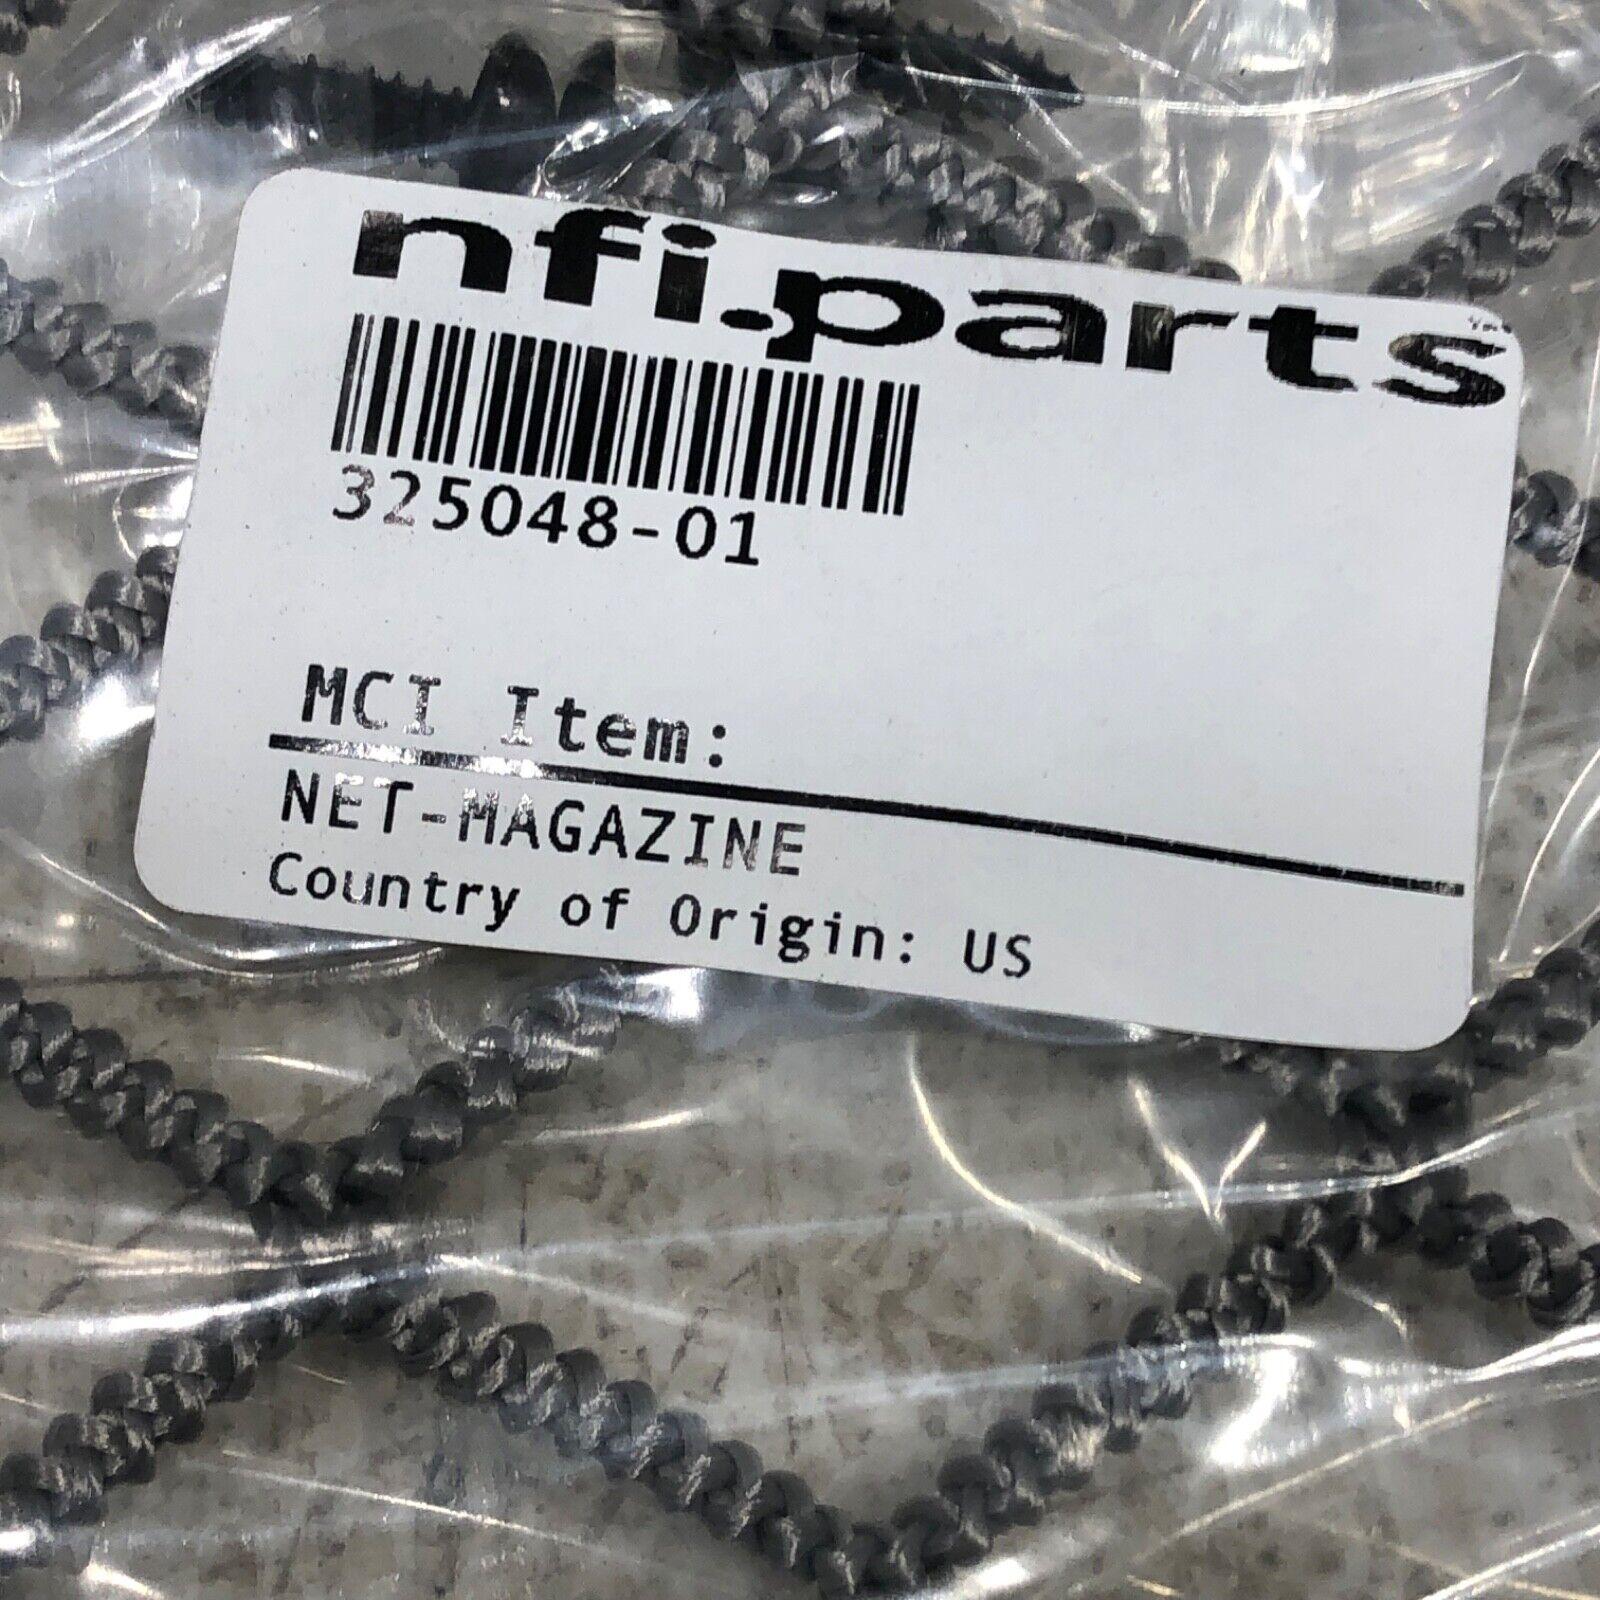 nfi.parts
325048-01
MCI Item:
NET-MAGAZINE
Country of Origin: US